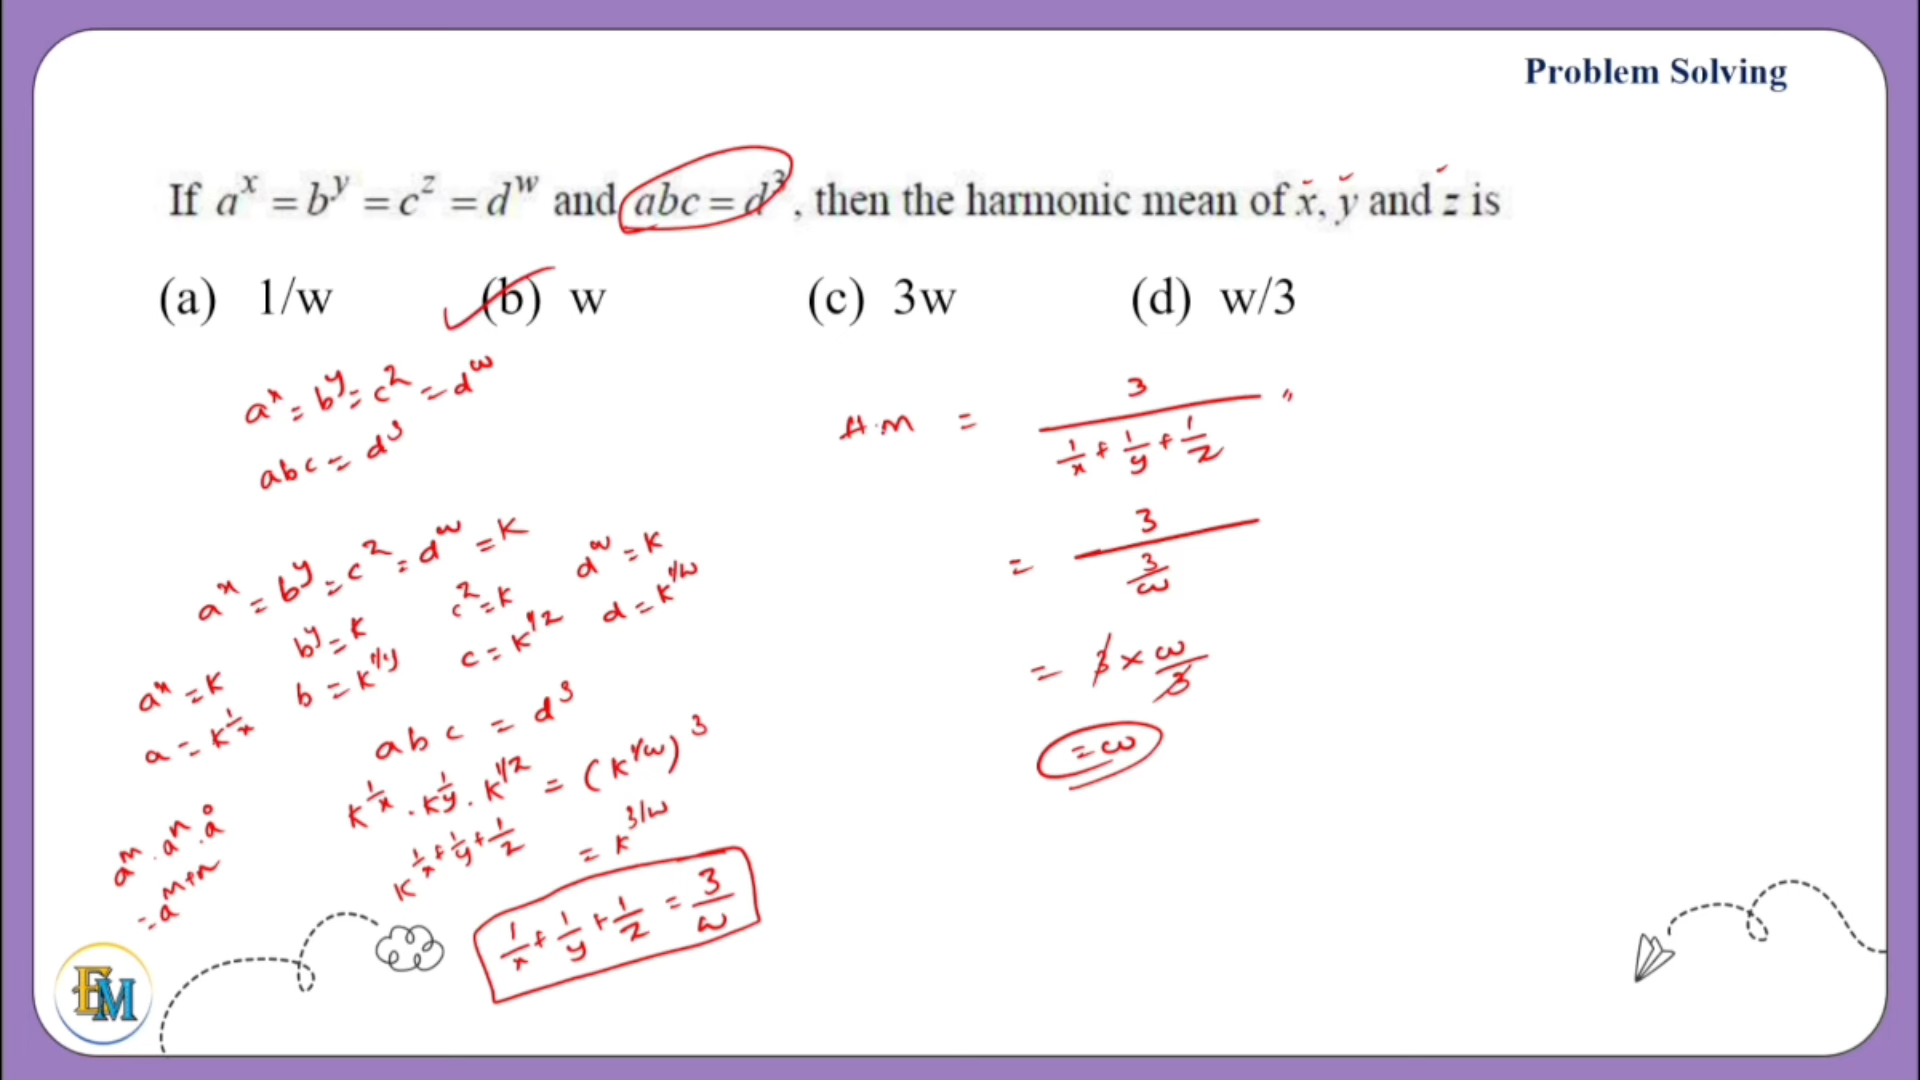 Problem Solving
If a^x = b^y = c^z = d^w and abc = d^3, then the harmonic mean of x, y and z is
(a) 1/w (b) w (c) 3w (d) w/3
a^x = b^y = c^z = d^w
abc = d^3
a^x = b^y = c^z = d^w = K
a^x = K b^y = K c^z = K d^w = K
a = K^1/x b = K^1/y c = K^1/z d = K^1/w
abc = d^3
K^1/x . K^1/y . K^1/z = (K^1/w)^3
K^1/x + 1/y + 1/z = K^3/w
1/x + 1/y + 1/z = 3/w
a^m . a^n . a
= a^m+n
H.M = 3 / (1/x + 1/y + 1/z)
= 3 / (3/w)
= 3 × w/3
= w
EM